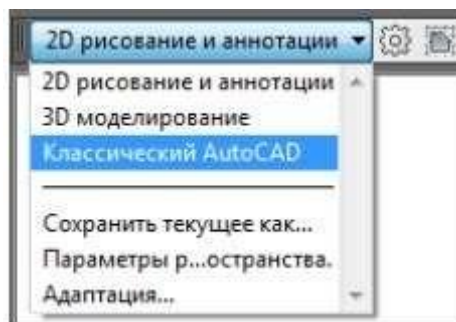 2D рисование и аннотации
2D рисование и аннотации
3D моделирование
Классический AutoCAD
Сохранить текущее как...
Параметры р...остранства.
Адаптация...